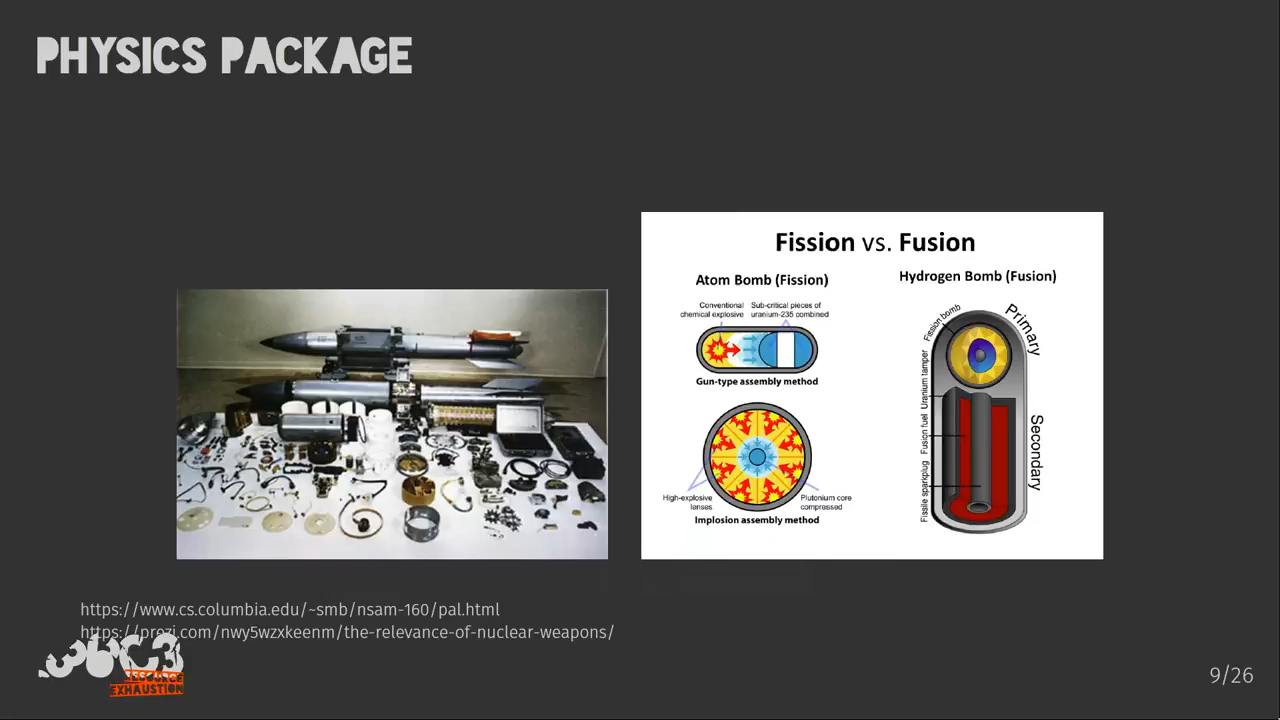 PHYSICS PACKAGE
Fission vs. Fusion
Atom Bomb (Fission)
Conventional
chemical explosive
Sub-critical pieces of
uranium-235 combined
Gun-type assembly method
High-explosive
lenses
Plutonium core
compressed
Implosion assembly method
Hydrogen Bomb (Fusion)
Fission bomb
Primary
Uranium tamper
Fusion fuel
Fissile sparkplug
Secondary
https://www.cs.columbia.edu/~smb/nsam-160/pal.html
https://prezi.com/nwy5wzxkeenm/the-relevance-of-nuclear-weapons/
36C3
RESOURCE
EXHAUSTION
9/26